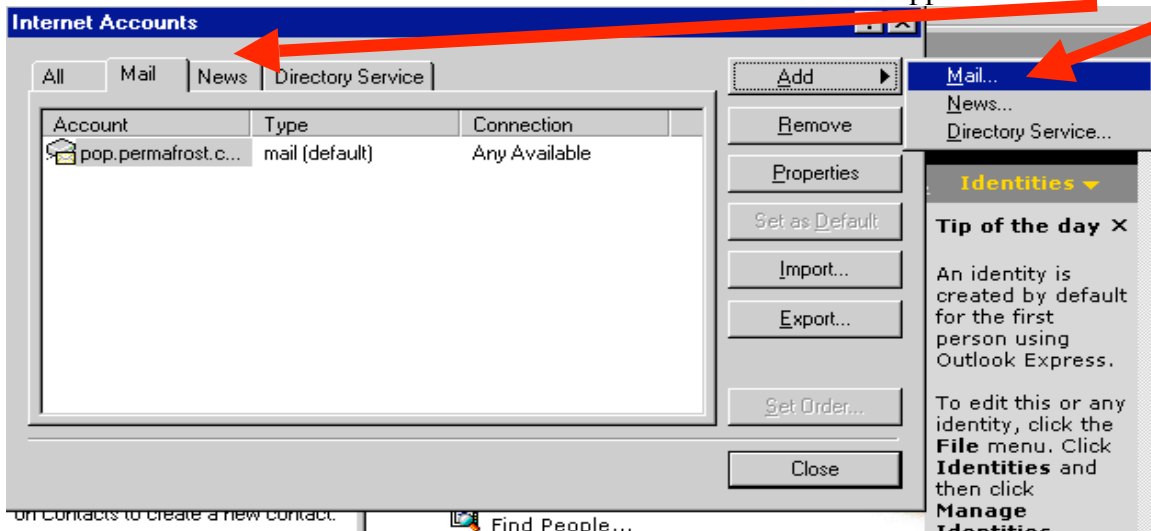 pp
Internet Accounts
All Mail News Directory Service
Account Type Connection
pop.permafrost.c... mail (default) Any Available
Add
Remove
Properties
Set as Default
Import...
Export...
Set Order...
Close
Mail...
News...
Directory Service...
Identities
Tip of the day ×
An identity is
created by default
for the first
person using
Outlook Express.
To edit this or any
identity, click the
File menu. Click
Identities and
then click
Manage
Identities
on Contacts to create a new contact.
Find People...